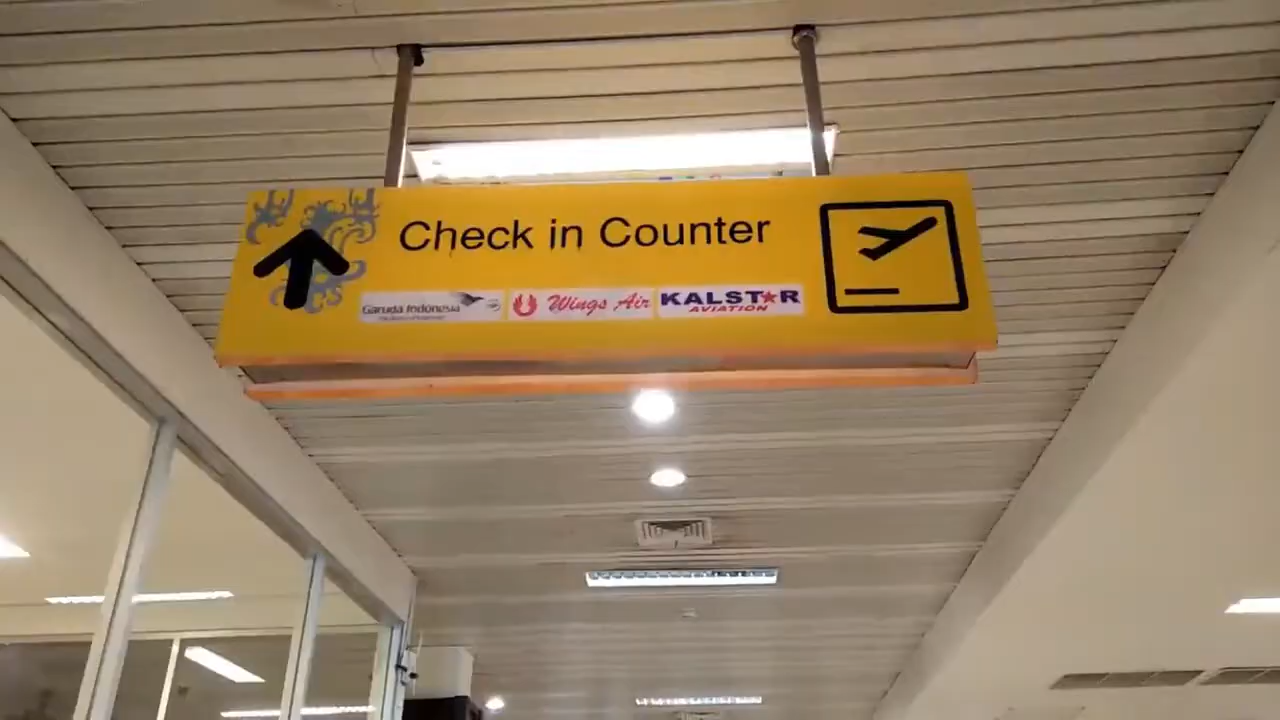 Check in Counter
Garuda Indonesia
Wings Air
KALSTAR
AVIATION